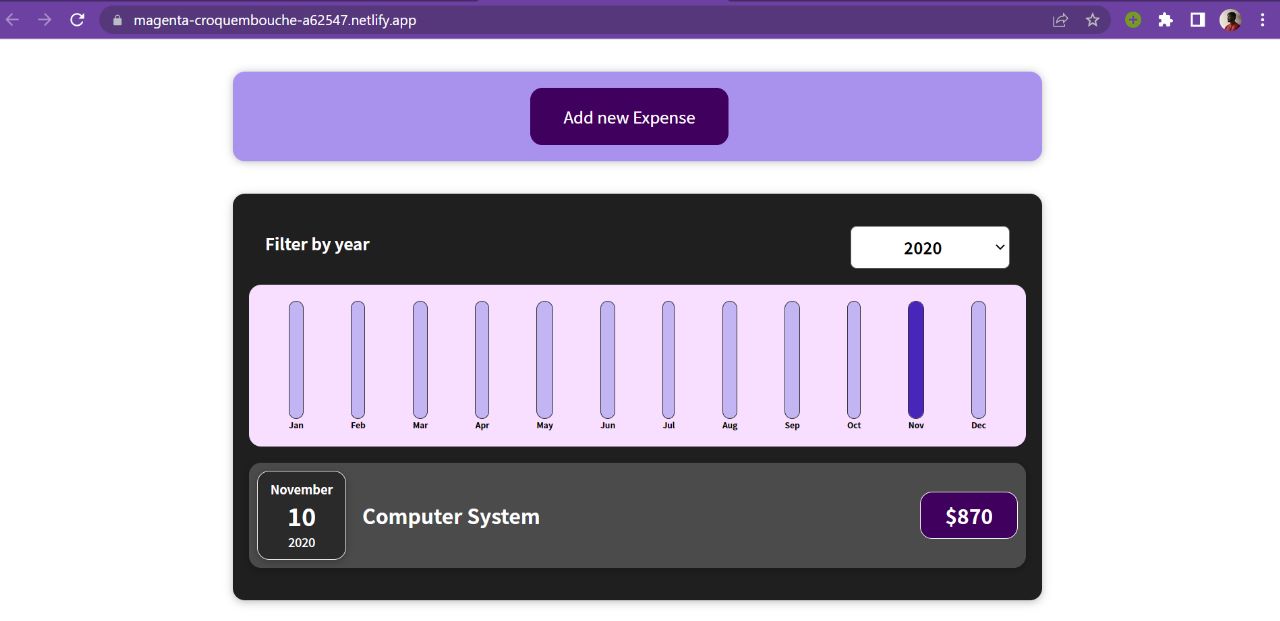 magenta-croquembouche-a62547.netlify.app
Add new Expense
Filter by year
2020
Jan Feb Mar Apr May Jun Jul Aug Sep Oct Nov Dec
November
10
2020
Computer System
$870